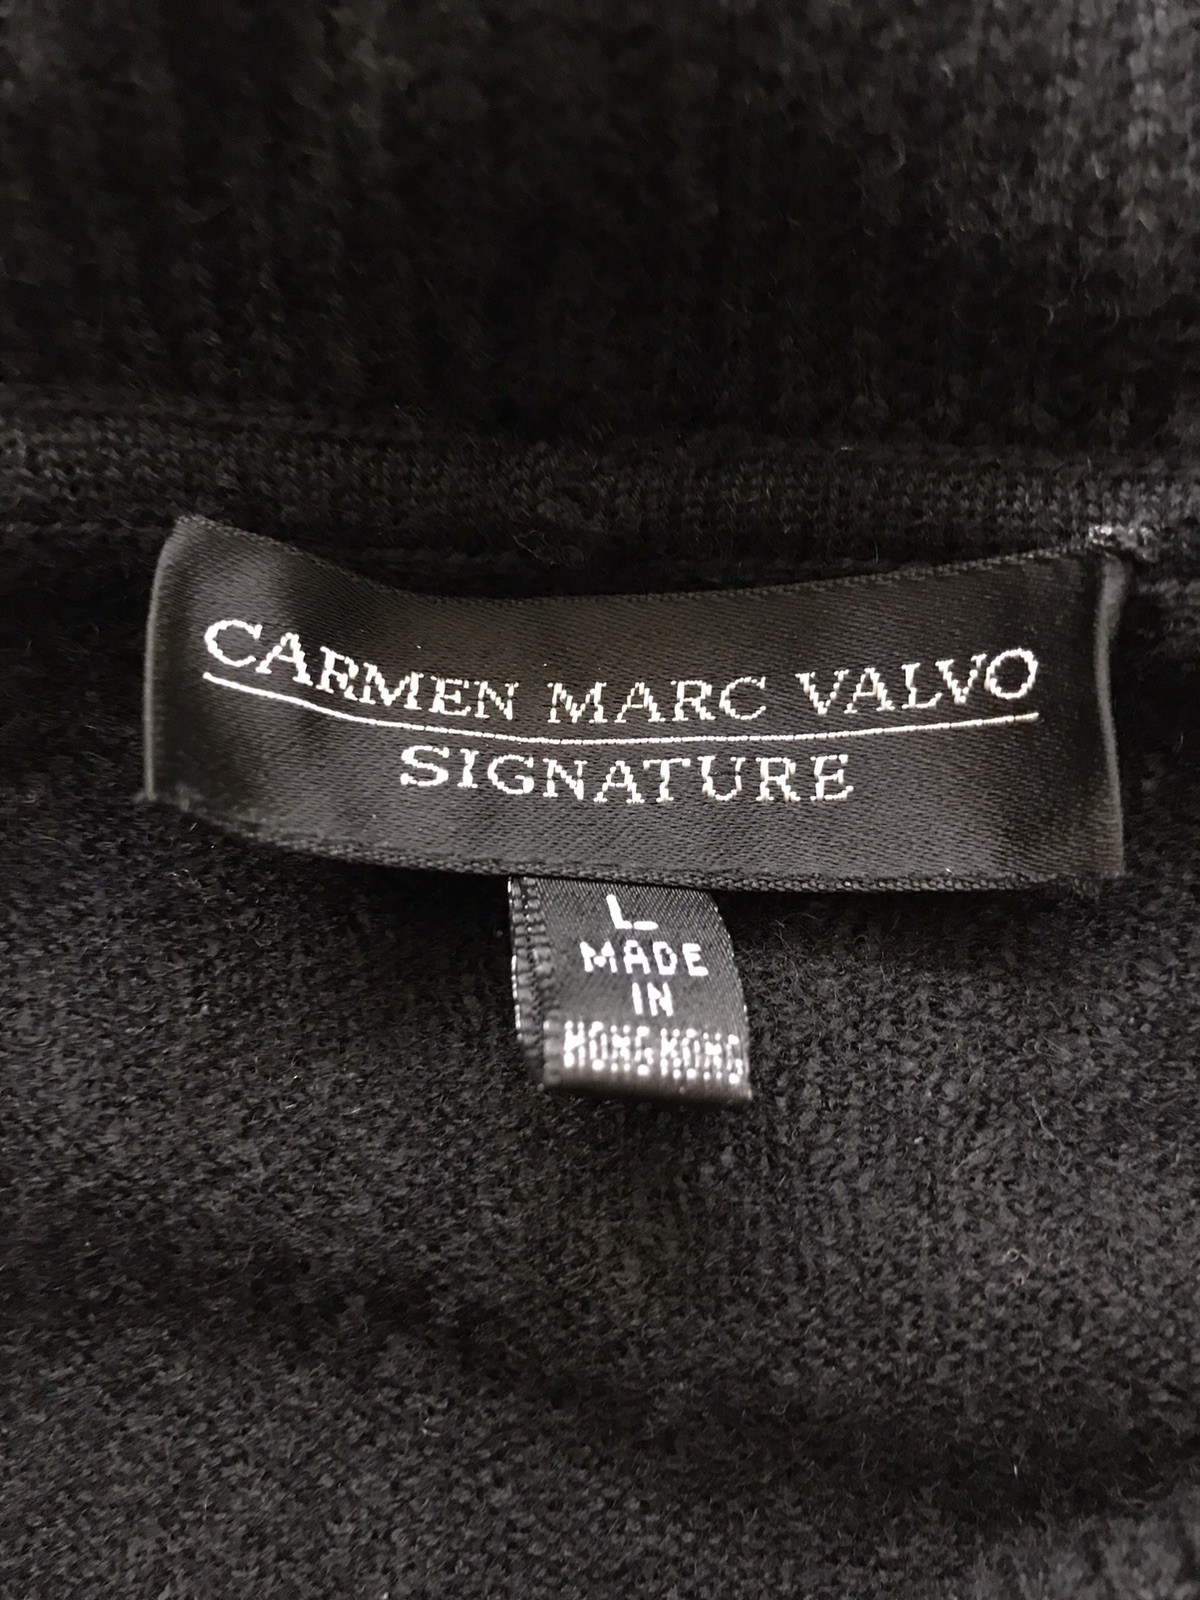 CARMEN MARC VALVO
SIGNATURE
L
MADE
IN
HONG KONG